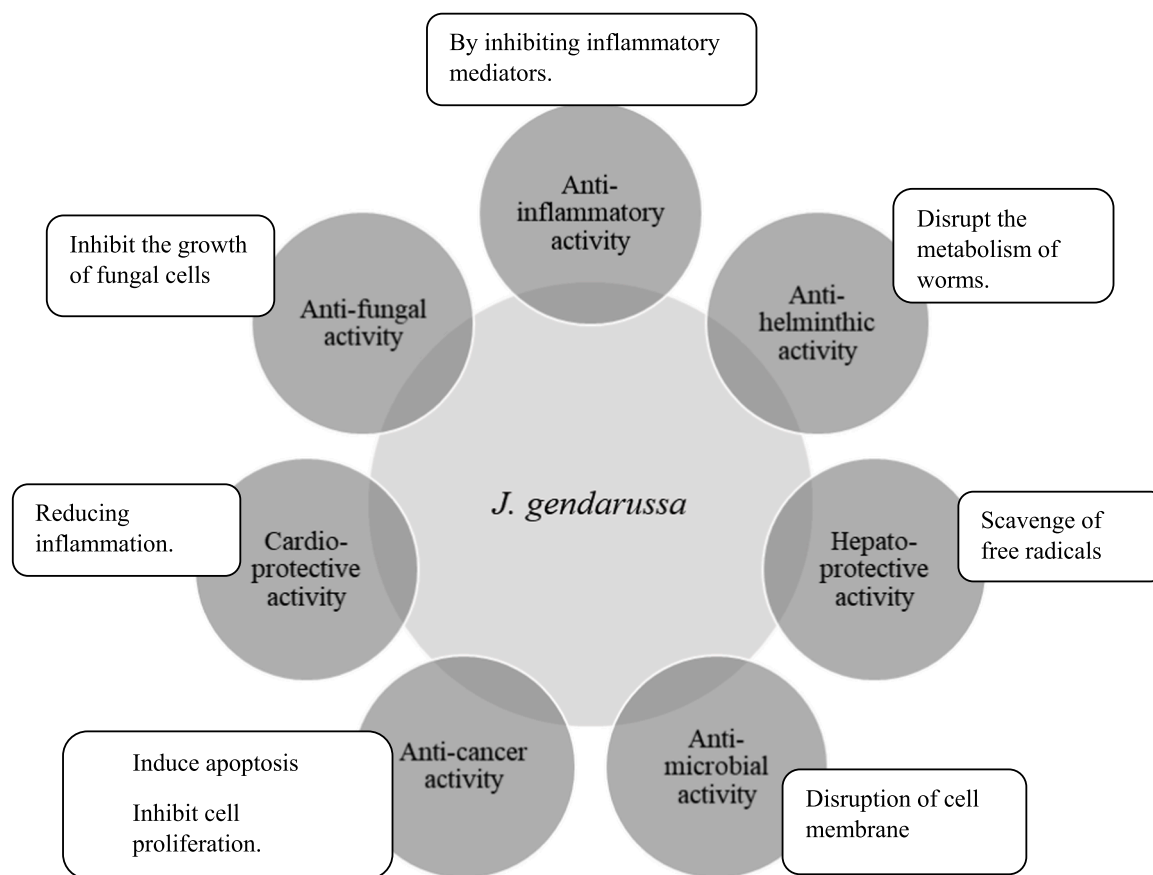 By inhibiting inflammatory
mediators.
Anti-
inflammatory
activity
Disrupt the
metabolism of
worms.
Inhibit the growth
of fungal cells
Anti-fungal
activity
Anti-
helminthic
activity
J. gendarussa
Reducing
inflammation.
Cardio-
protective
activity
Hepato-
protective
activity
Scavenge of
free radicals
Induce apoptosis
Inhibit cell
proliferation.
Anti-cancer
activity
Anti-
microbial
activity
Disruption of cell
membrane